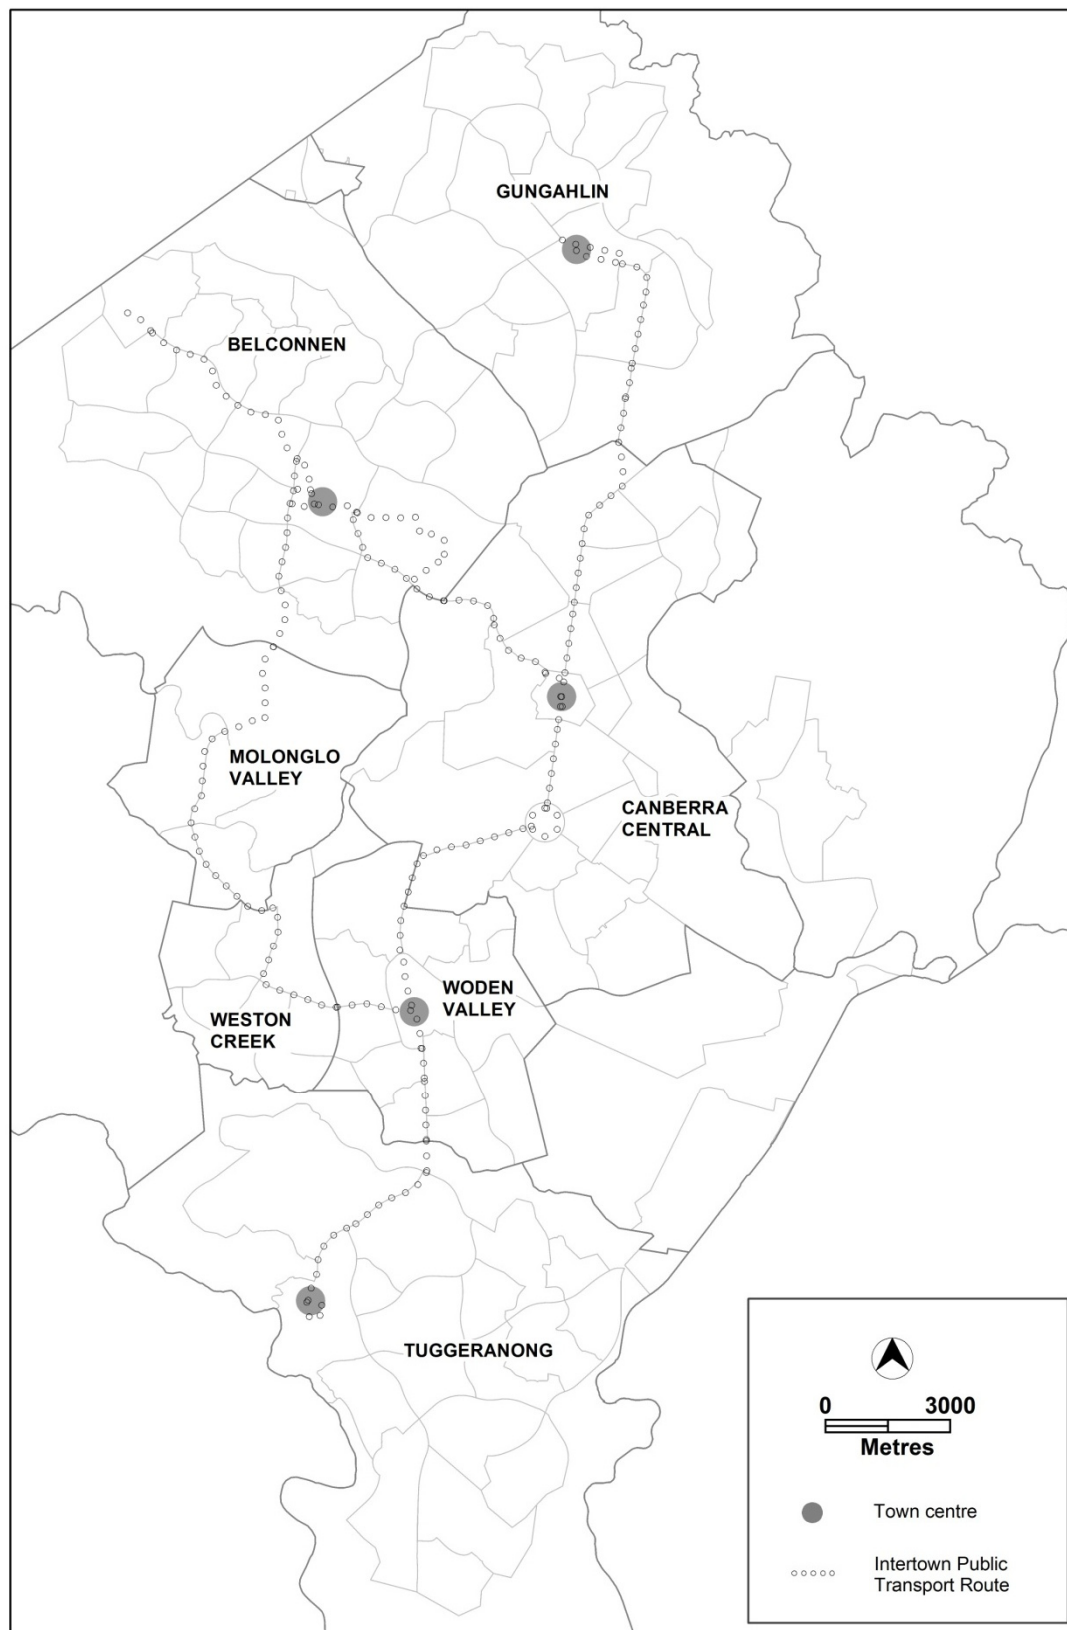 GUNGAHLIN
BELCONNEN
MOLONGLO
VALLEY
CANBERRA
CENTRAL
WODEN
VALLEY
WESTON
CREEK
TUGGERANONG
0 3000
Metres
Town centre
Intertown Public
Transport Route